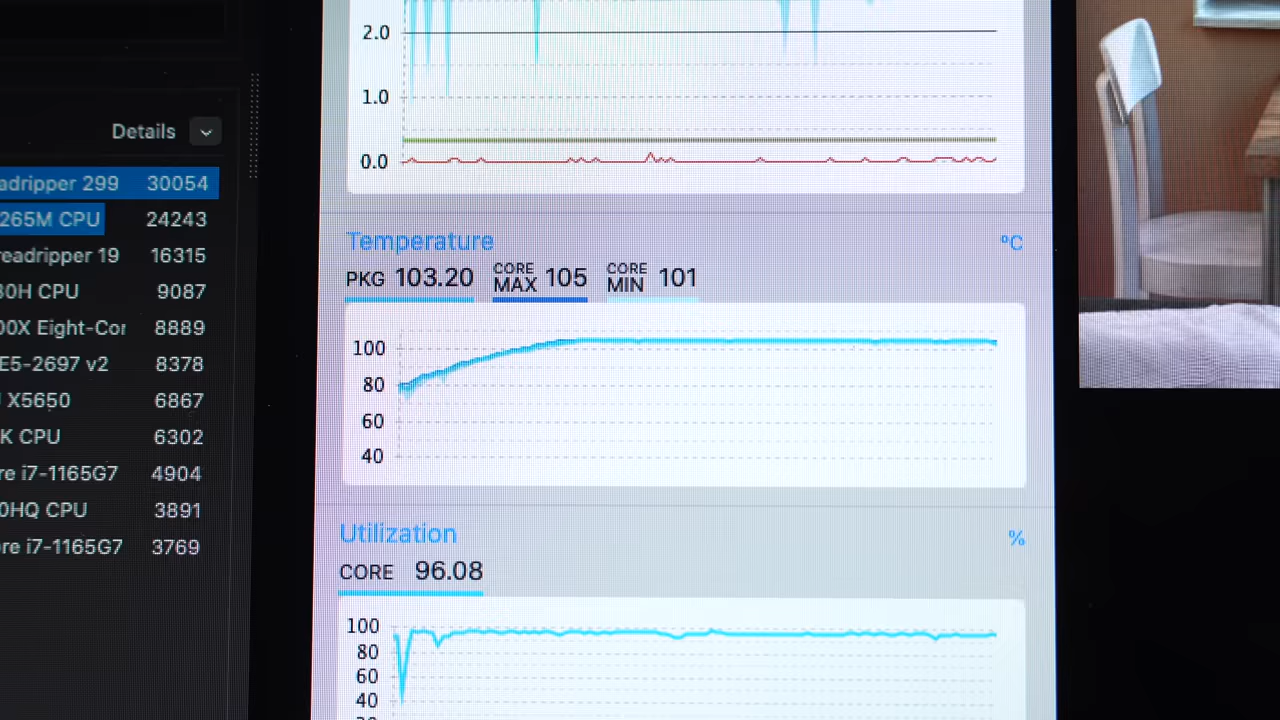 Details
adripper 299 30054
265M CPU 24243
readripper 19 16315
80H CPU 9087
00X Eight-Cor 8889
E5-2697 v2 8378
X5650 6867
K CPU 6302
re i7-1165G7 4904
0HQ CPU 3891
re i7-1165G7 3769
2.0
1.0
0.0
Temperature °C
PKG 103.20 CORE MAX 105 CORE MIN 101
100
80
60
40
Utilization %
CORE 96.08
100
80
60
40